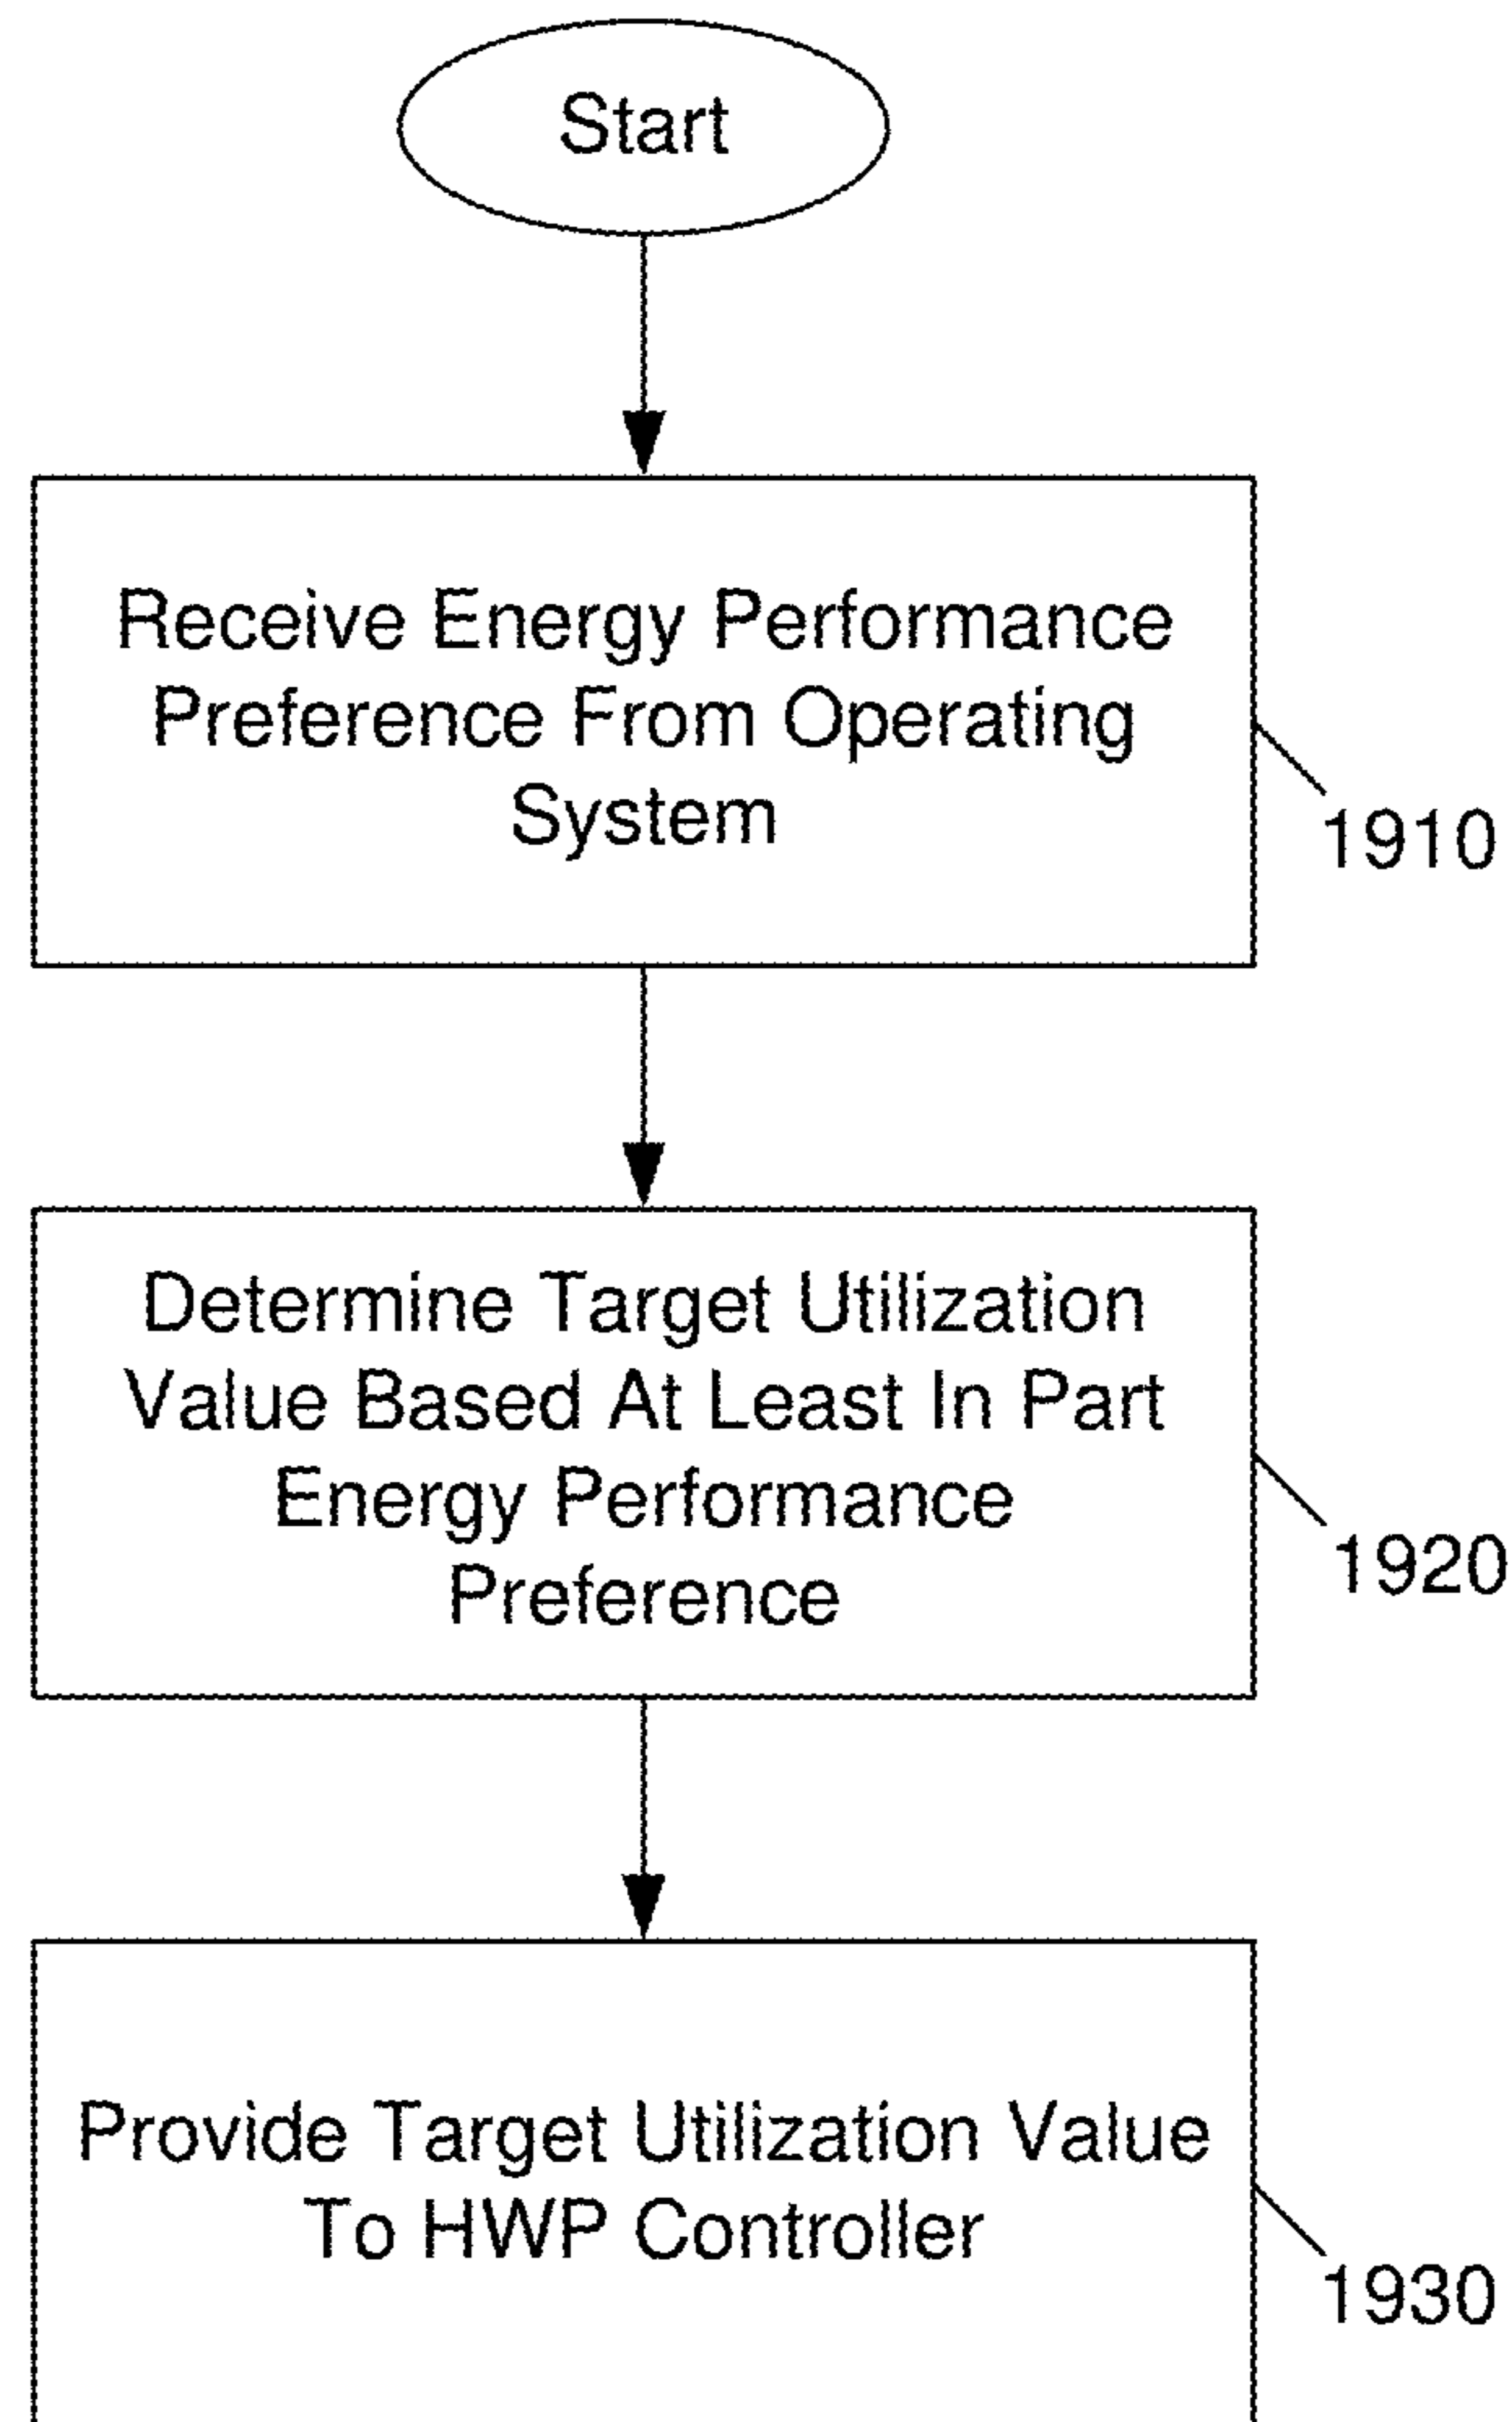 Start
Receive Energy Performance
Preference From Operating
System
1910
Determine Target Utilization
Value Based At Least In Part
Energy Performance
Preference
1920
Provide Target Utilization Value
To HWP Controller
1930